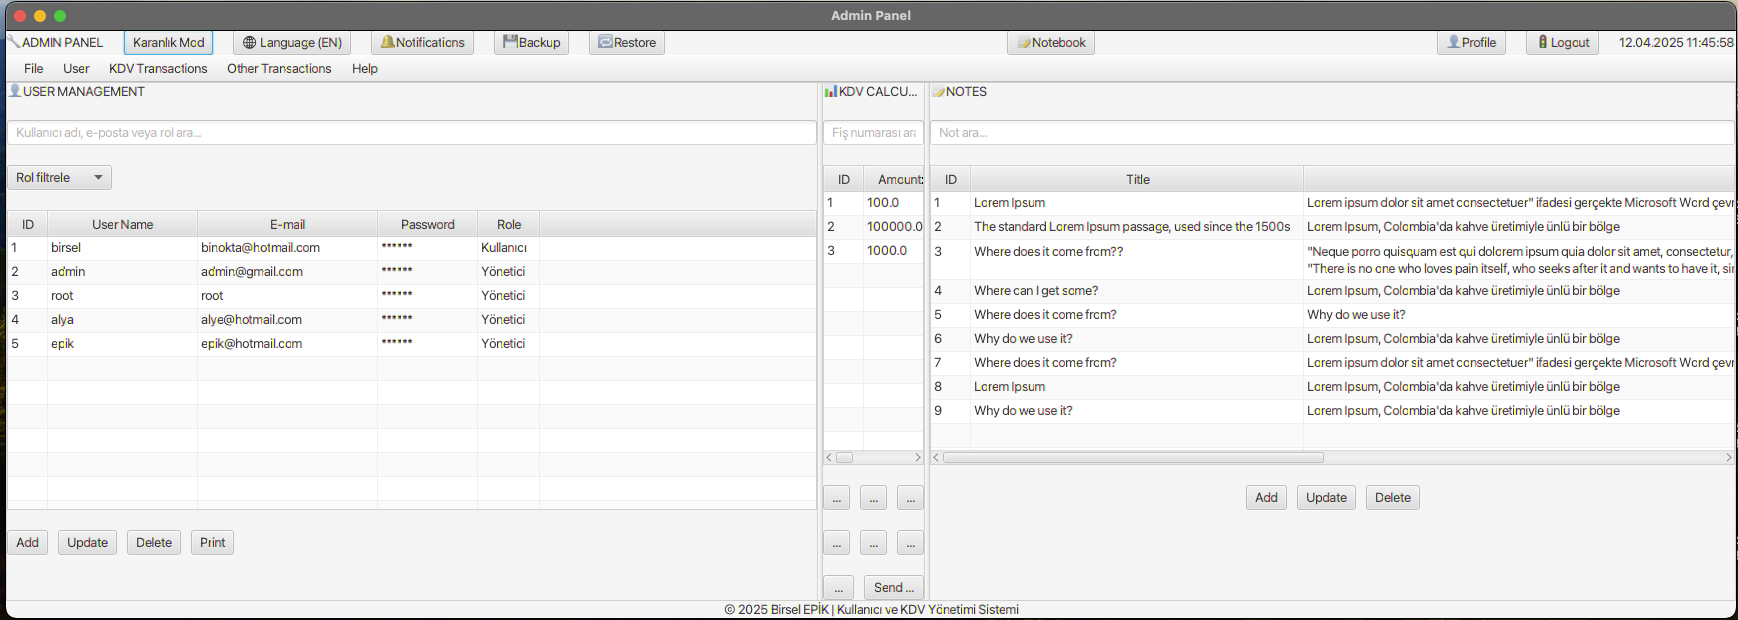 Admin Panel
ADMIN PANEL Karanlık Mod Language (EN) Notifications Backup Restore Notebook Profile Logout 12.04.2025 11:45:58
File User KDV Transactions Other Transactions Help
USER MANAGEMENT
Kullanıcı adı, e-posta veya rol ara...
Rol filtrele
ID User Name E-mail Password Role
1 birsel binokta@hotmail.com ****** Kullanıcı
2 admin admin@gmail.com ****** Yönetici
3 root root ****** Yönetici
4 alya alye@hotmail.com ****** Yönetici
5 epik epik@hotmail.com ****** Yönetici
Add Update Delete Print
KDV CALCU...
Fiş numarası ara
ID Amount:
1 100.0
2 100000.0
3 1000.0
... ... ...
... ... ...
... Send ...
NOTES
Not ara...
ID Title
1 Lorem Ipsum Lorem ipsum dolor sit amet consectetuer" ifadesi gerçekte Microsoft Word çevr
2 The standard Lorem Ipsum passage, used since the 1500s Lorem Ipsum, Colombia'da kahve üretimiyle ünlü bir bölge
3 Where does it come from?? "Neque porro quisquam est qui dolorem ipsum quia dolor sit amet, consectetur,
"There is no one who loves pain itself, who seeks after it and wants to have it, si
4 Where can I get some? Lorem Ipsum, Colombia'da kahve üretimiyle ünlü bir bölge
5 Where does it come from? Why do we use it?
6 Why do we use it? Lorem Ipsum, Colombia'da kahve üretimiyle ünlü bir bölge
7 Where does it come from? Lorem ipsum dolor sit amet consectetuer" ifadesi gerçekte Microsoft Word çevr
8 Lorem Ipsum Lorem Ipsum, Colombia'da kahve üretimiyle ünlü bir bölge
9 Why do we use it? Lorem Ipsum, Colombia'da kahve üretimiyle ünlü bir bölge
Add Update Delete
© 2025 Birsel EPİK | Kullanıcı ve KDV Yönetimi Sistemi